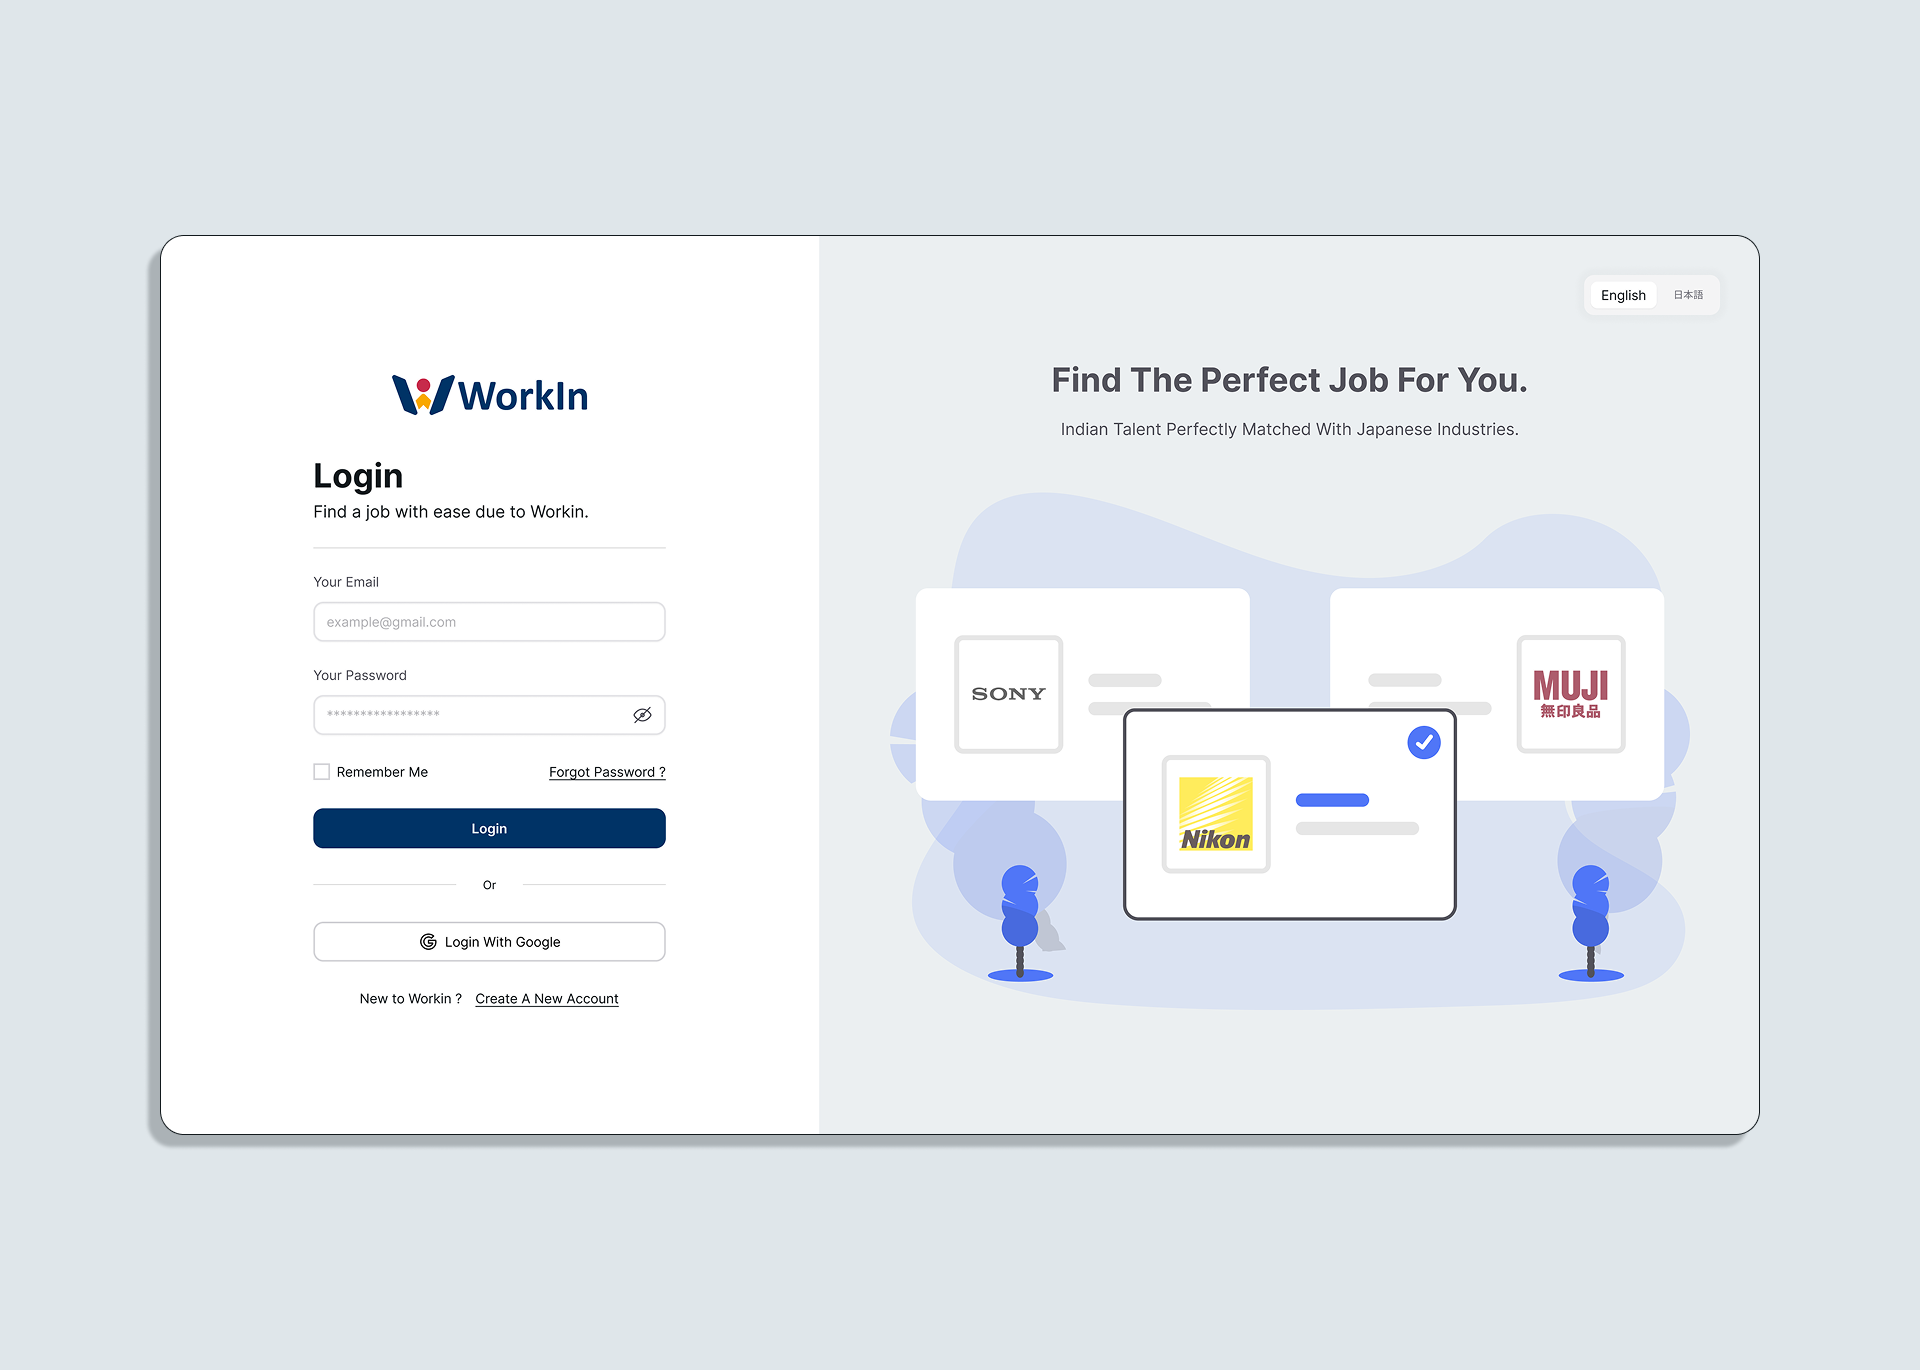 WorkIn
Login
Find a job with ease due to Workin.
Your Email
example@gmail.com
Your Password
*****************
Remember Me
Forgot Password ?
Login
Or
Login With Google
New to Workin ? Create A New Account
English
日本語
Find The Perfect Job For You.
Indian Talent Perfectly Matched With Japanese Industries.
SONY
MUJI
無印良品
Nikon